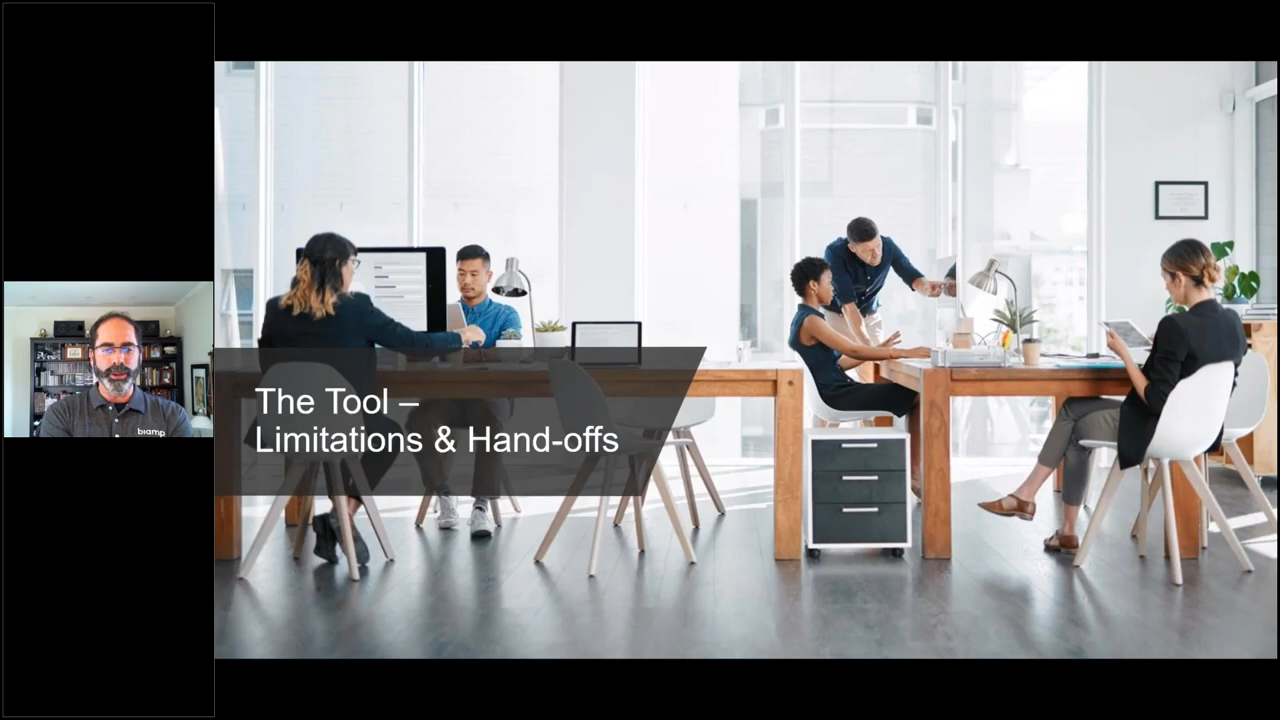 The Tool –
Limitations & Hand-offs
biamp